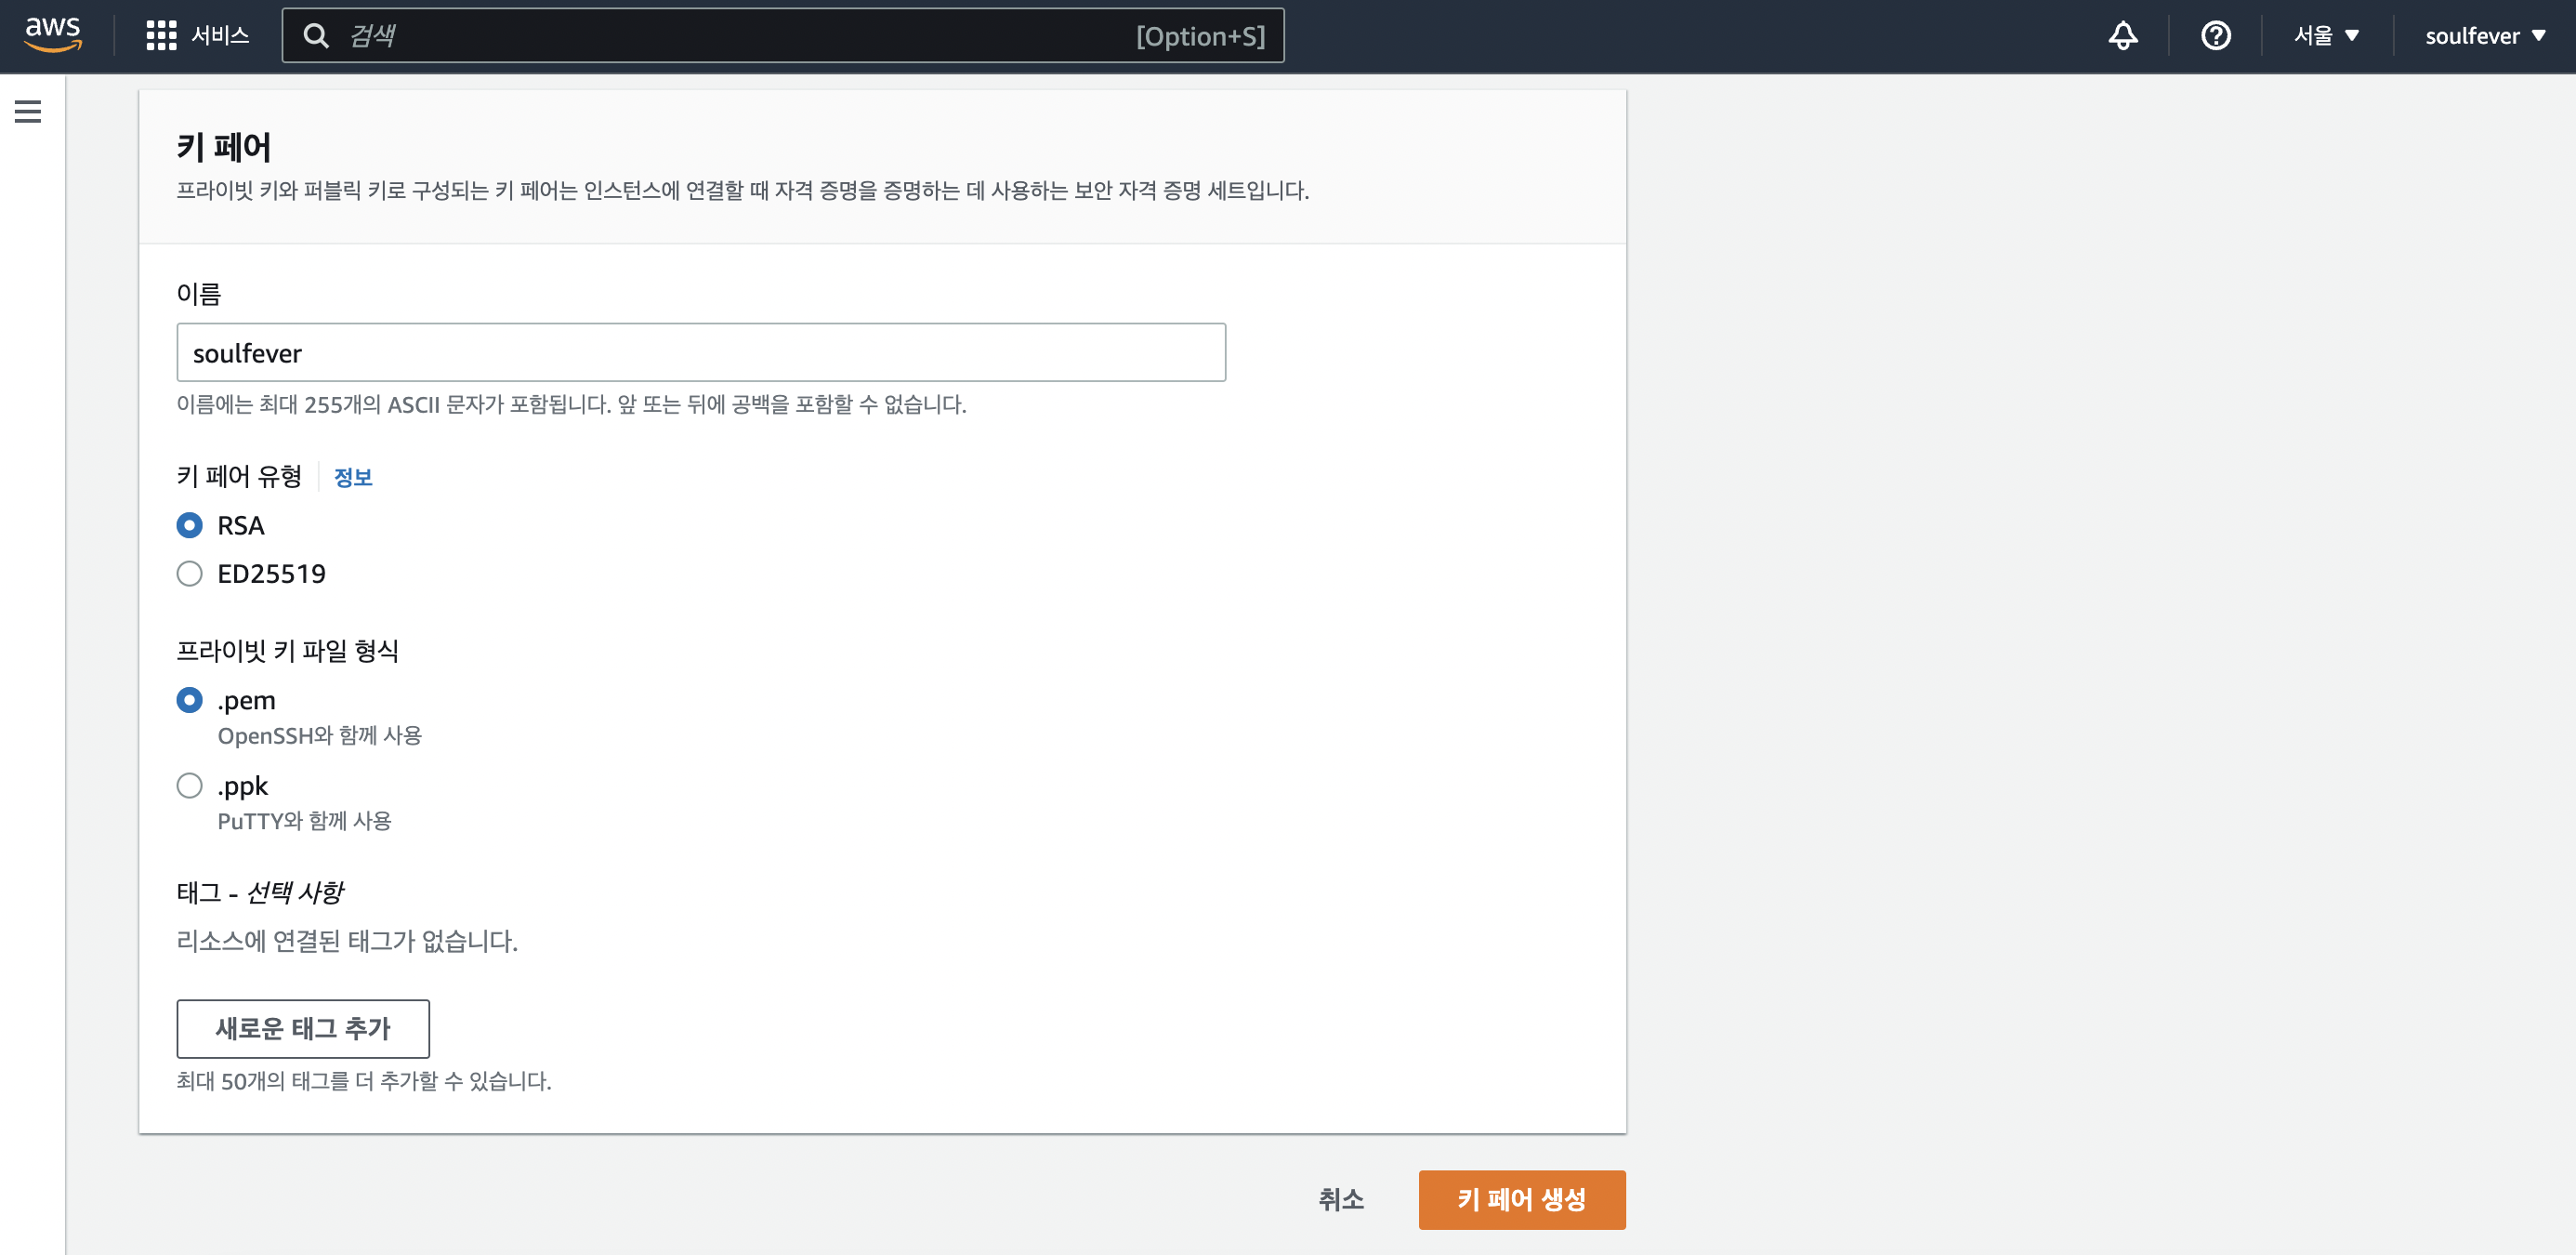 aws 서비스 검색 [Option+S] 서울 ▼ soulfever ▼
키 페어
프라이빗 키와 퍼블릭 키로 구성되는 키 페어는 인스턴스에 연결할 때 자격 증명을 증명하는 데 사용하는 보안 자격 증명 세트입니다.
이름
soulfever
이름에는 최대 255개의 ASCII 문자가 포함됩니다. 앞 또는 뒤에 공백을 포함할 수 없습니다.
키 페어 유형 정보
RSA
ED25519
프라이빗 키 파일 형식
.pem
OpenSSH와 함께 사용
.ppk
PuTTY와 함께 사용
태그 - 선택 사항
리소스에 연결된 태그가 없습니다.
새로운 태그 추가
최대 50개의 태그를 더 추가할 수 있습니다.
취소 키 페어 생성